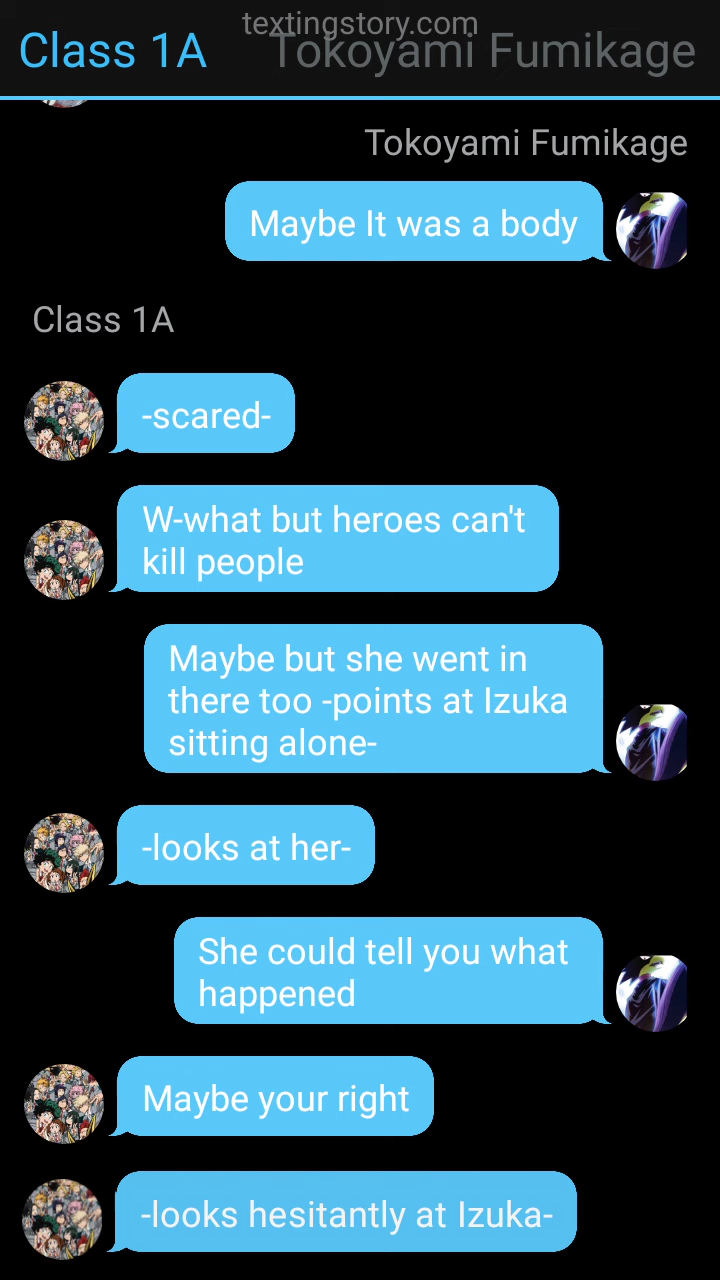 textingstory.com
Class 1A Tokoyami Fumikage
Tokoyami Fumikage
Maybe It was a body
Class 1A
-scared-
W-what but heroes can't
kill people
Maybe but she went in
there too -points at Izuka
sitting alone-
-looks at her-
She could tell you what
happened
Maybe your right
-looks hesitantly at Izuka-